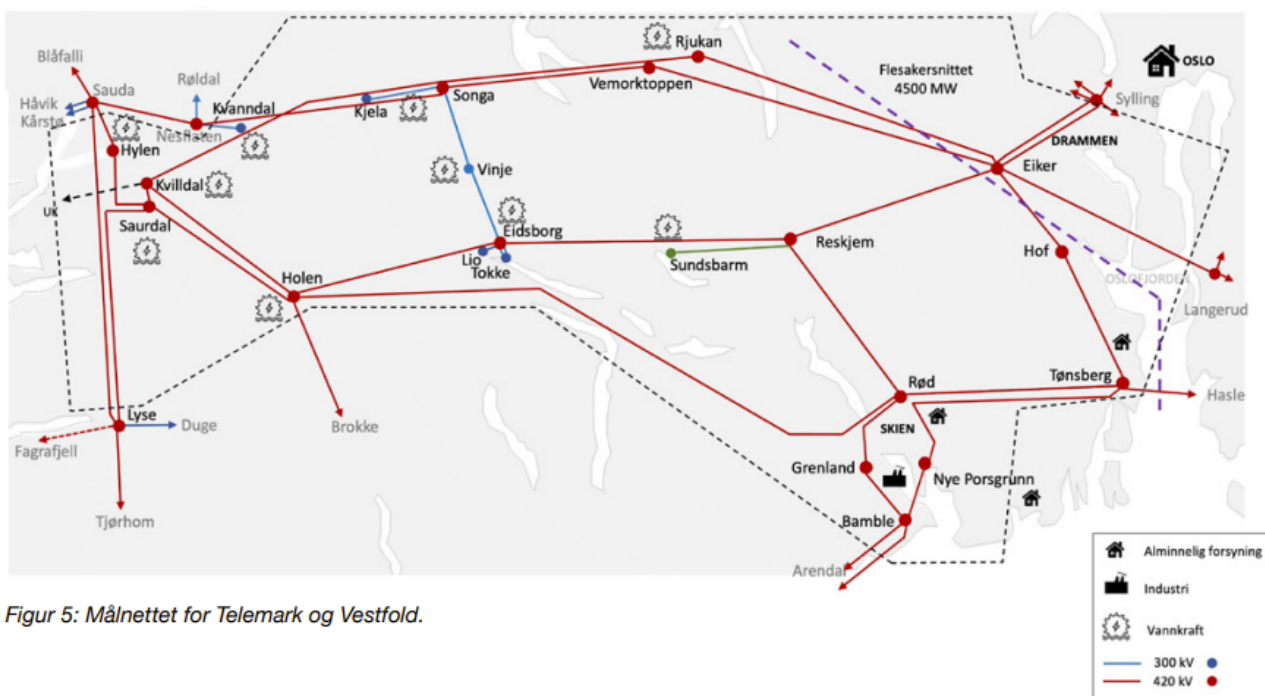 Blåfalli
Røldal
Sauda
Håvik
Kårstø
Kvanndal
Nesflaten
Hylen
Kvilldal
UK
Saurdal
Kjela
Songa
Vinje
Eidsborg
Lio
Tokke
Holen
Rjukan
Vemorktoppen
Flesakersnittet
4500 MW
OSLO
Sylling
DRAMMEN
Eiker
Reskjem
Sundsbarm
Hof
OSLOFJORDEN
Langerud
Tønsberg
Hasle
Rød
SKIEN
Grenland
Nye Porsgrunn
Bamble
Arendal
Lyse
Duge
Fagrafjell
Tjørhom
Brokke
Alminnelig forsyning
Industri
Vannkraft
300 kV
420 kV
Figur 5: Målnettet for Telemark og Vestfold.